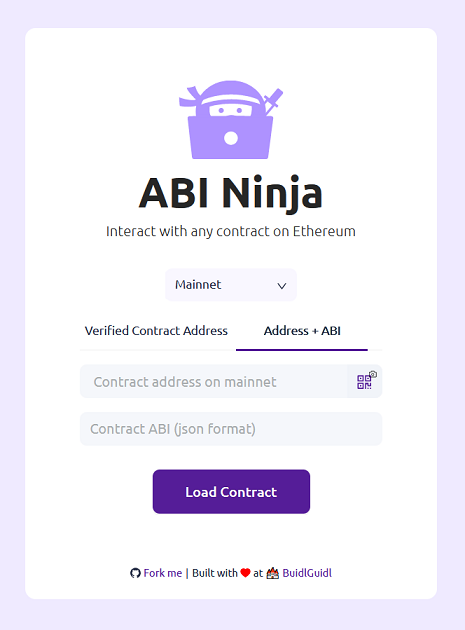 ABI Ninja
Interact with any contract on Ethereum
Mainnet
Verified Contract Address Address + ABI
Contract address on mainnet
Contract ABI (json format)
Load Contract
Fork me | Built with at BuidlGuidl